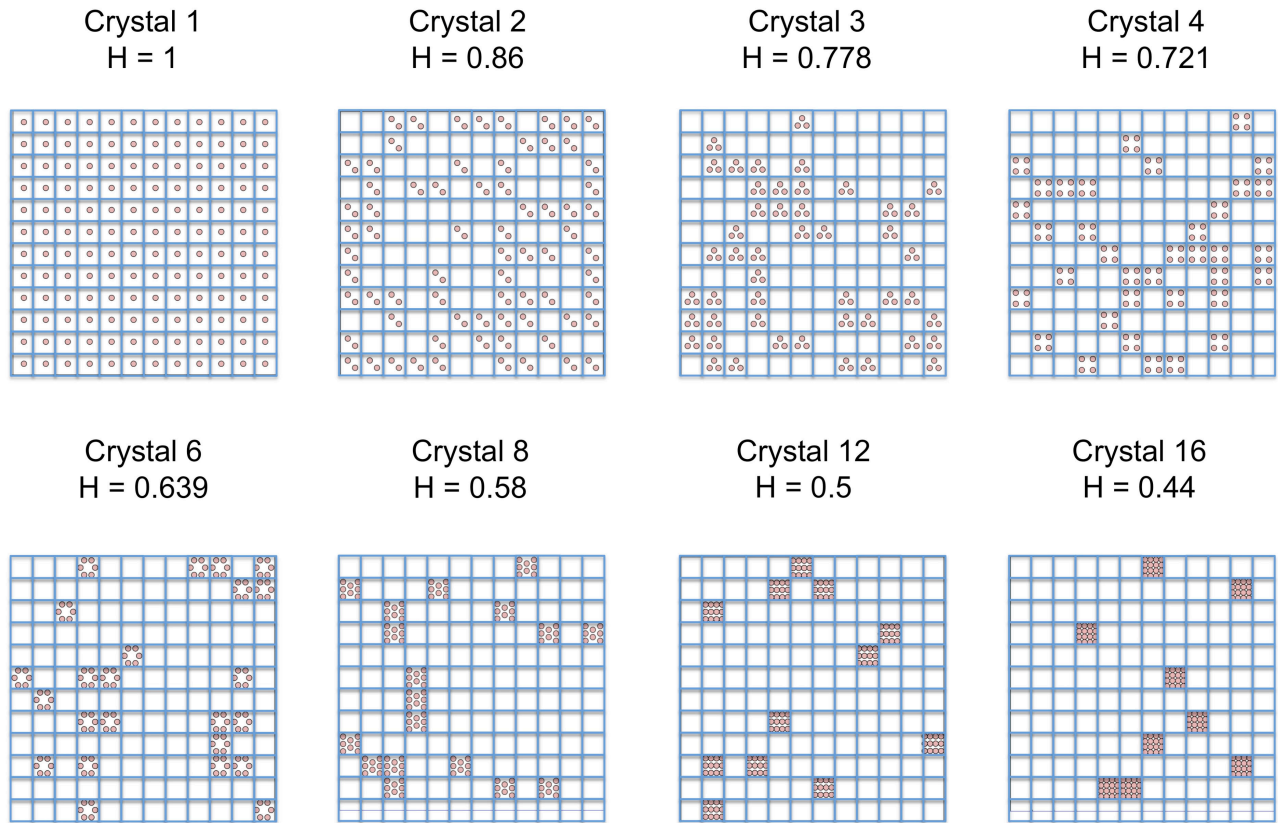 Crystal 1
H = 1
Crystal 2
H = 0.86
Crystal 3
H = 0.778
Crystal 4
H = 0.721
Crystal 6
H = 0.639
Crystal 8
H = 0.58
Crystal 12
H = 0.5
Crystal 16
H = 0.44